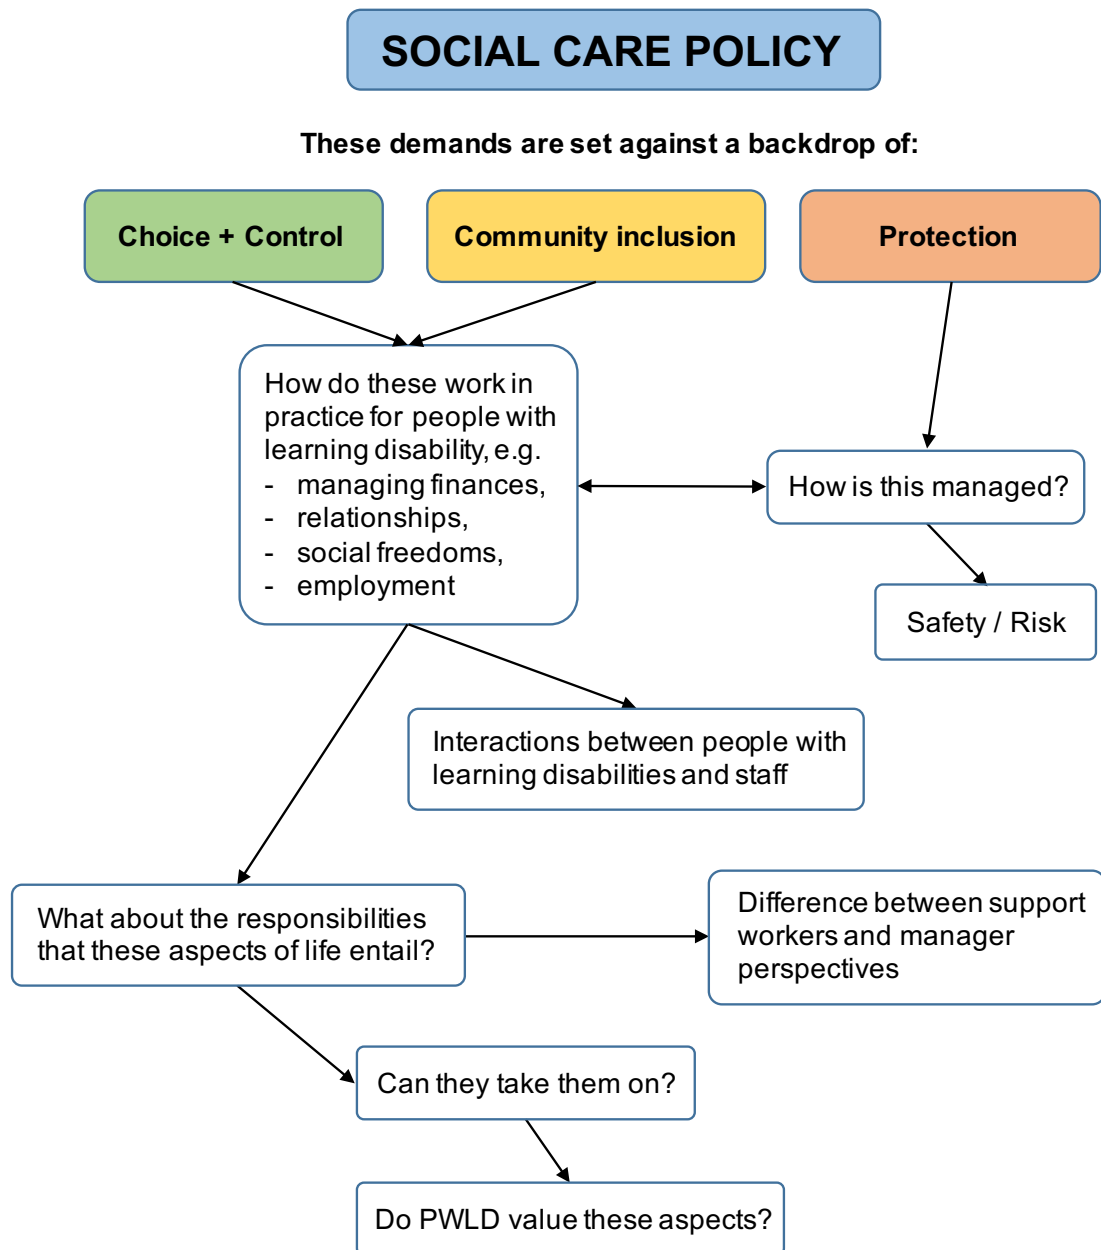 SOCIAL CARE POLICY
These demands are set against a backdrop of:
Choice + Control
Community inclusion
Protection
How do these work in
practice for people with
learning disability, e.g.
- managing finances,
- relationships,
- social freedoms,
- employment
How is this managed?
Safety / Risk
Interactions between people with
learning disabilities and staff
What about the responsibilities
that these aspects of life entail?
Difference between support
workers and manager
perspectives
Can they take them on?
Do PWLD value these aspects?